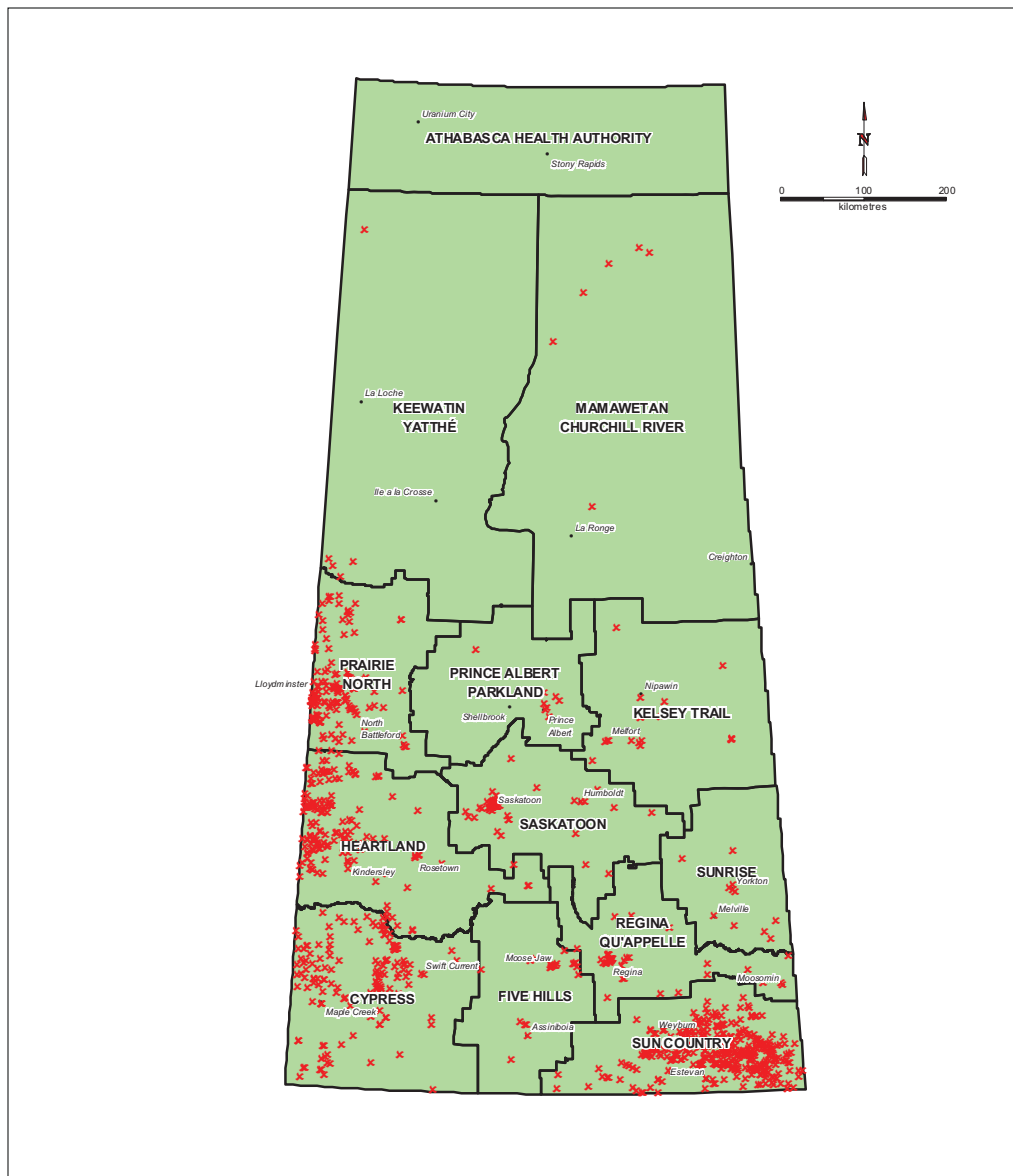 Uranium City
ATHABASCA HEALTH AUTHORITY
Stony Rapids
N
0 100 200
kilometres
La Loche
KEEWATIN
YATTHÉ
MAMAWETAN
CHURCHILL RIVER
Ile a la Crosse
La Ronge
Creighton
PRAIRIE
NORTH
Lloydminster
PRINCE ALBERT
PARKLAND
Nipawin
KELSEY TRAIL
Shellbrook
North
Battleford
Prince
Albert
Melfort
Saskatoon
Humboldt
SASKATOON
HEARTLAND
Kindersley
Rosetown
SUNRISE
Yorkton
Melville
REGINA
QU'APPELLE
Moose Jaw
Regina
Swift Current
Moosomin
CYPRESS
Maple Creek
FIVE HILLS
Assiniboia
Weyburn
SUN COUNTRY
Estevan